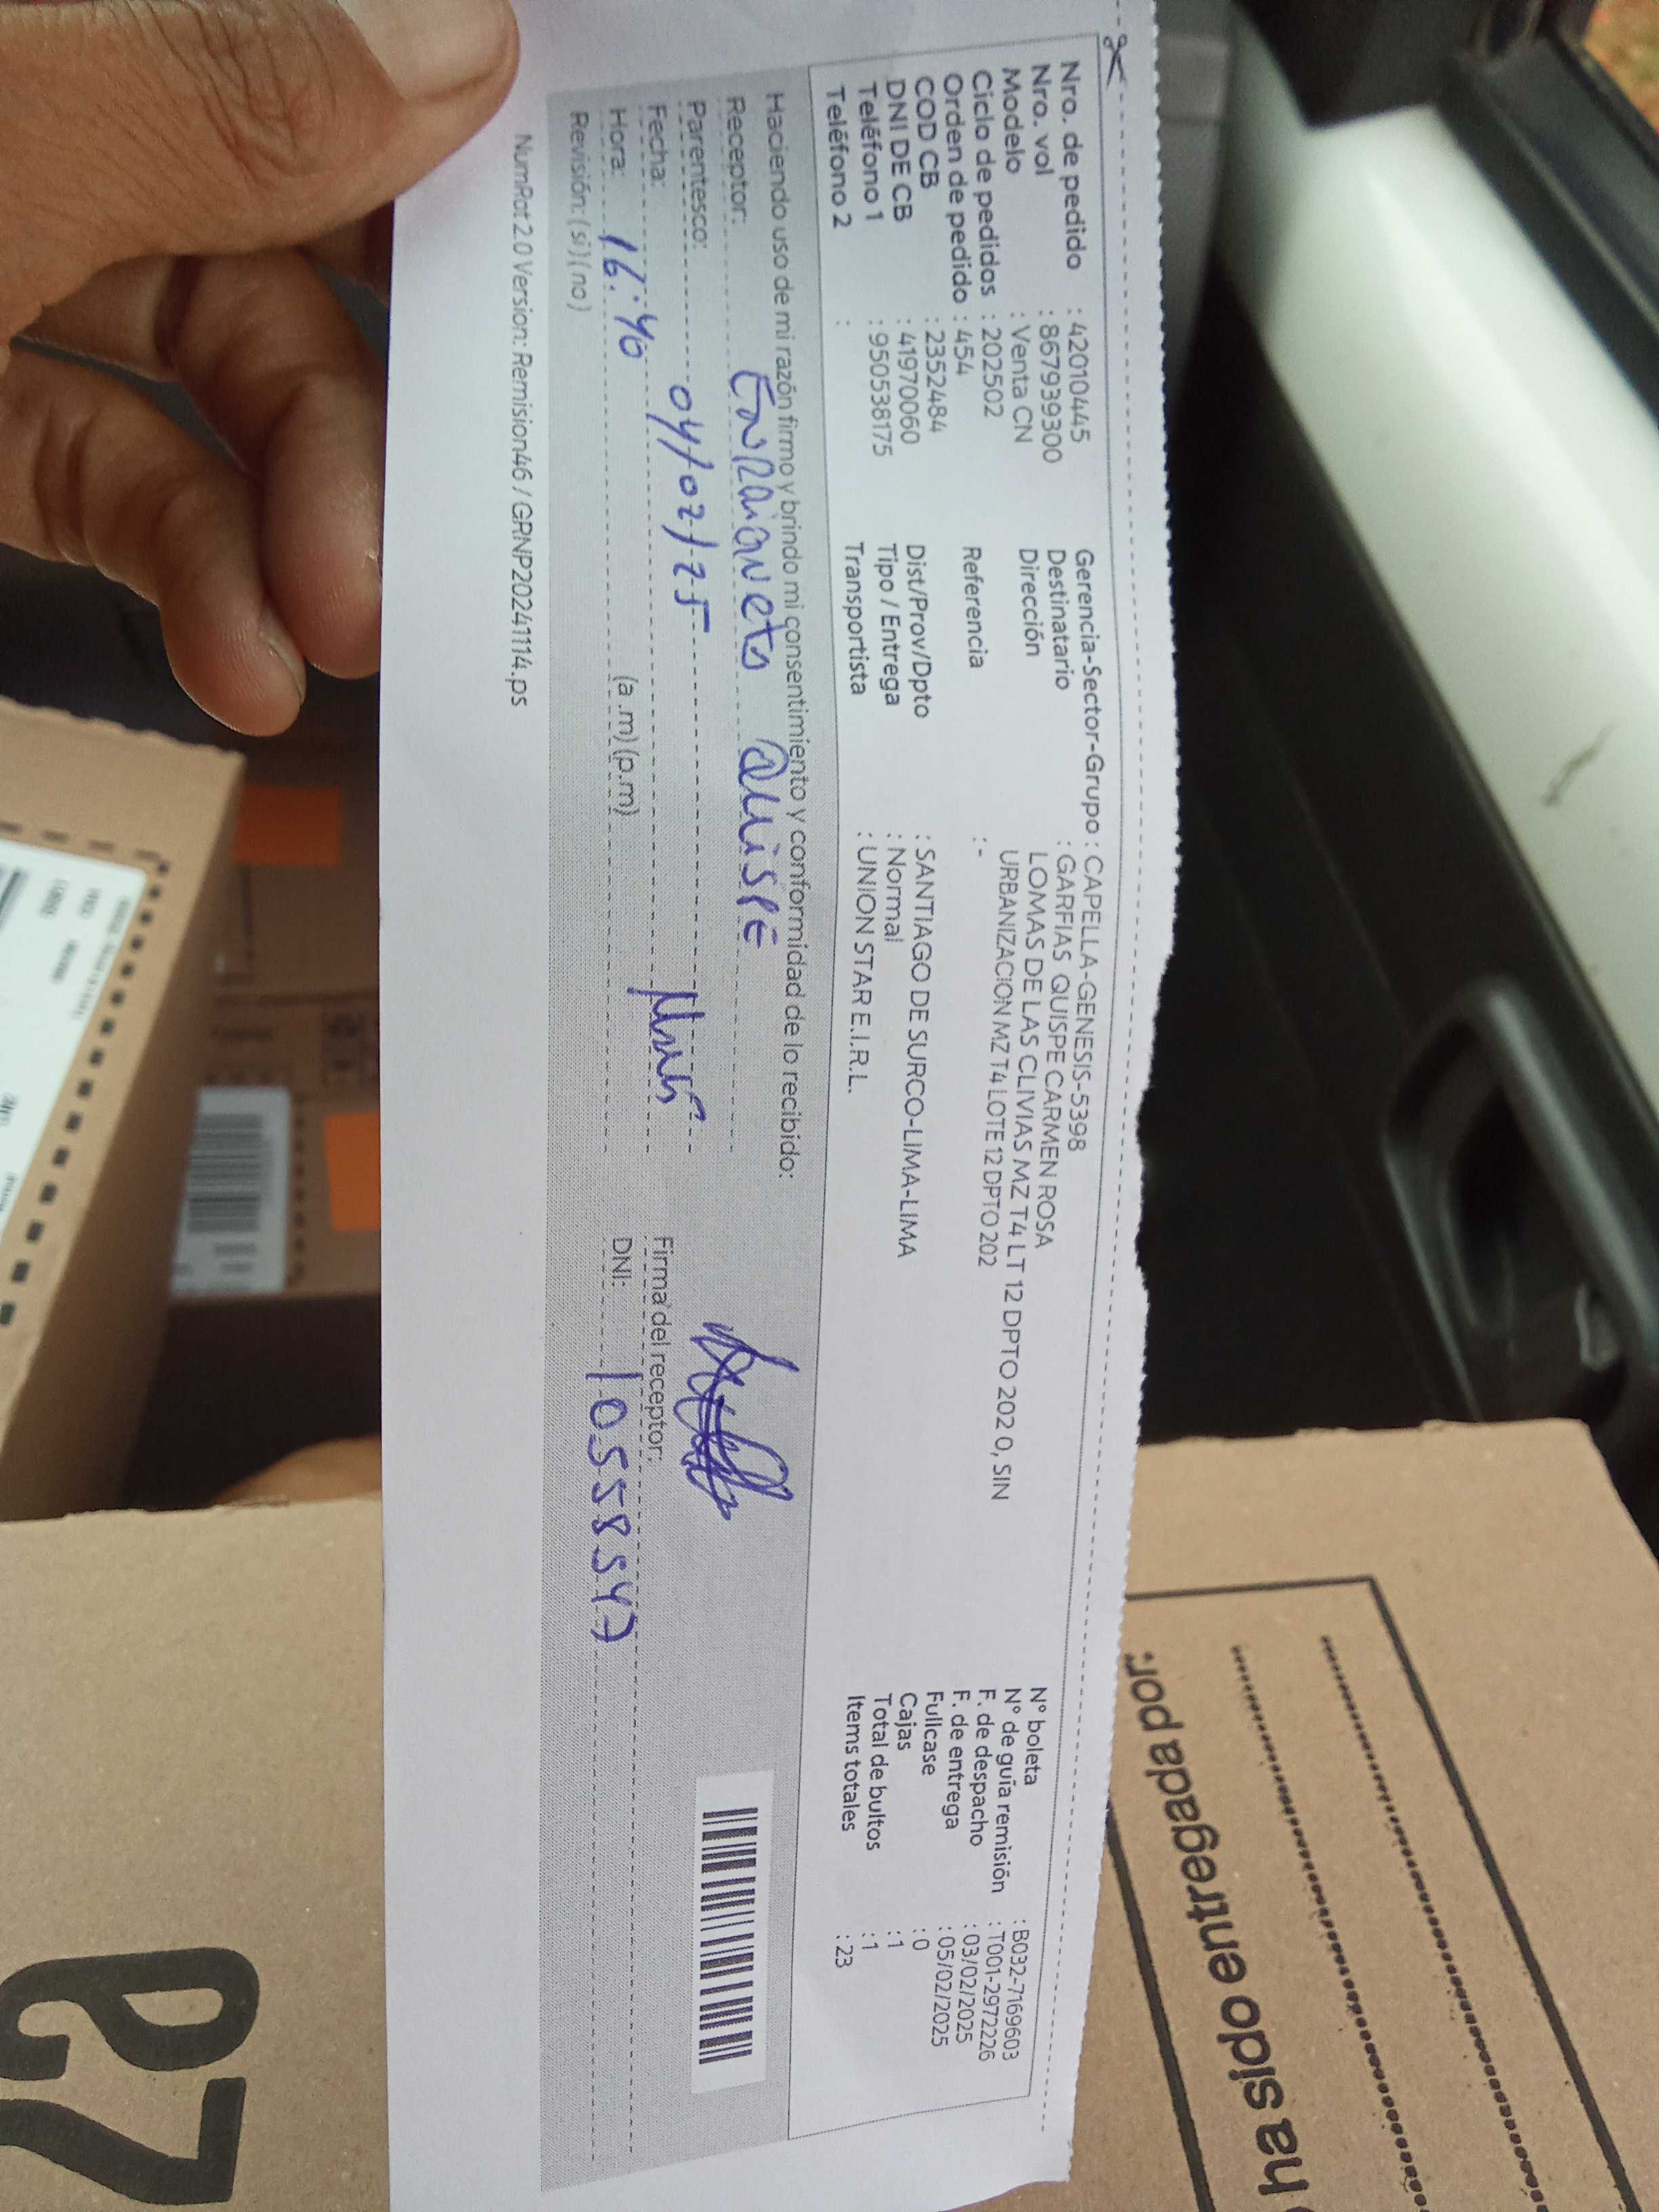 Nro. de pedido : 420104445
Nro. vol : 867939300
Modelo : Venta CN
Ciclo de pedidos : 202502
Orden de pedido : 454
COD CB : 23522484
DNI DE CB : 41970060
Teléfono 1 : 950538175
Teléfono 2 :
Gerencia-Sector-Grupo : CAPELLA-GENESIS-5398
Destinatario : GARFIAS QUISPE CARMEN ROSA
Dirección LOMAS DE LAS CLIVIAS MZ T4 LT 12 DPTO 202 0, SIN
URBANIZACION MZ T4 LOTE 12 DPTO 202
Referencia : -
Dist/Prov/Dpto : SANTIAGO DE SURCO-LIMA-LIMA
Tipo / Entrega : Normal
Transportista : UNION STAR E.I.R.L.
N° boleta : B032-7169603
N° de guía remisión : T001-2972226
F. de despacho : 03/02/2025
F. de entrega : 05/02/2025
Fullcase : 0
Cajas : 1
Total de bultos : 1
Items totales : 23
Haciendo uso de mi razón firmo y brindo mi consentimiento y conformidad de lo recibido:
Receptor: Quispe
Parentesco:
Fecha: 04/02/25
Hora: 16:40 (a.m) (p.m)
Revisión: (si) (no)
Firma del receptor:
DNI: 10558547
NumRot 2.0 Version: Remision46 / GRNP20241114.ps
ha sido entregada por: